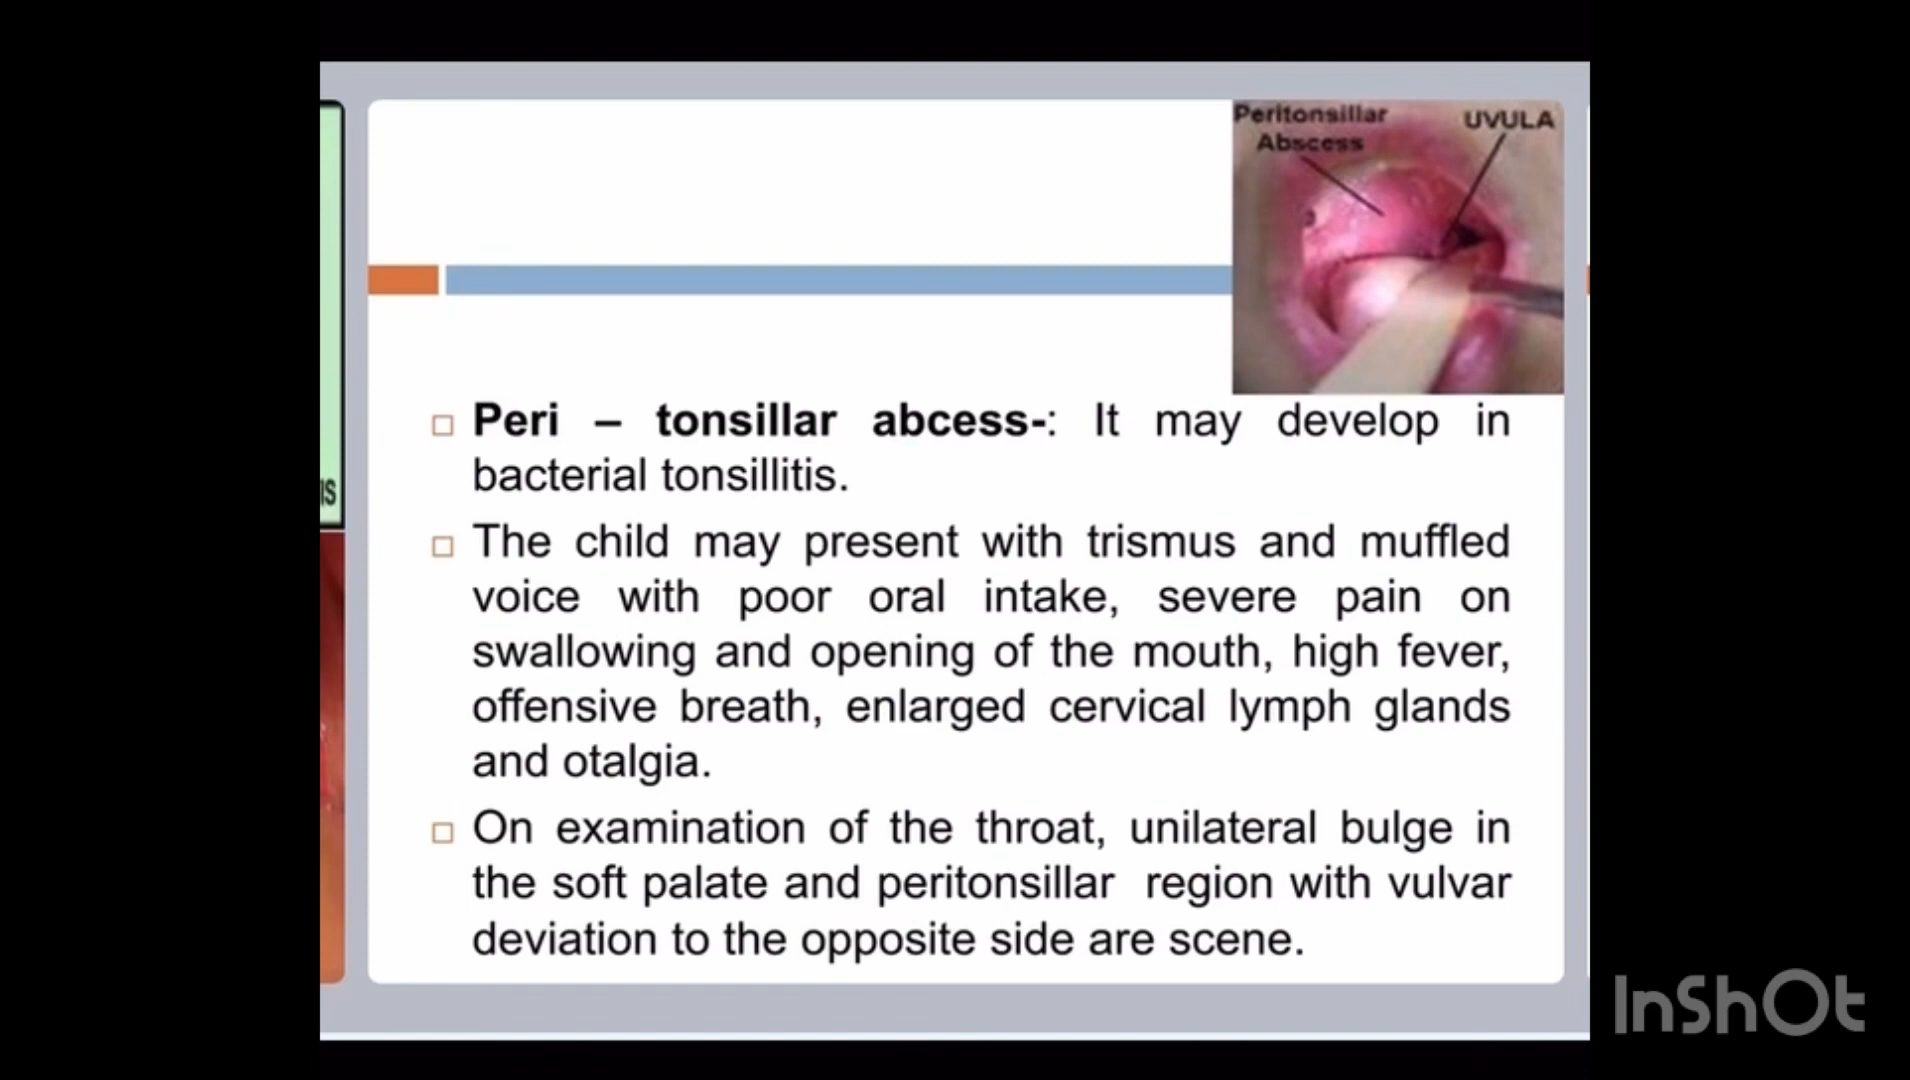 Peritonsillar
Abscess
UVULA
IS
Peri – tonsillar abcess-: It may develop in
bacterial tonsillitis.
The child may present with trismus and muffled
voice with poor oral intake, severe pain on
swallowing and opening of the mouth, high fever,
offensive breath, enlarged cervical lymph glands
and otalgia.
On examination of the throat, unilateral bulge in
the soft palate and peritonsillar region with vulvar
deviation to the opposite side are scene.
InShOt